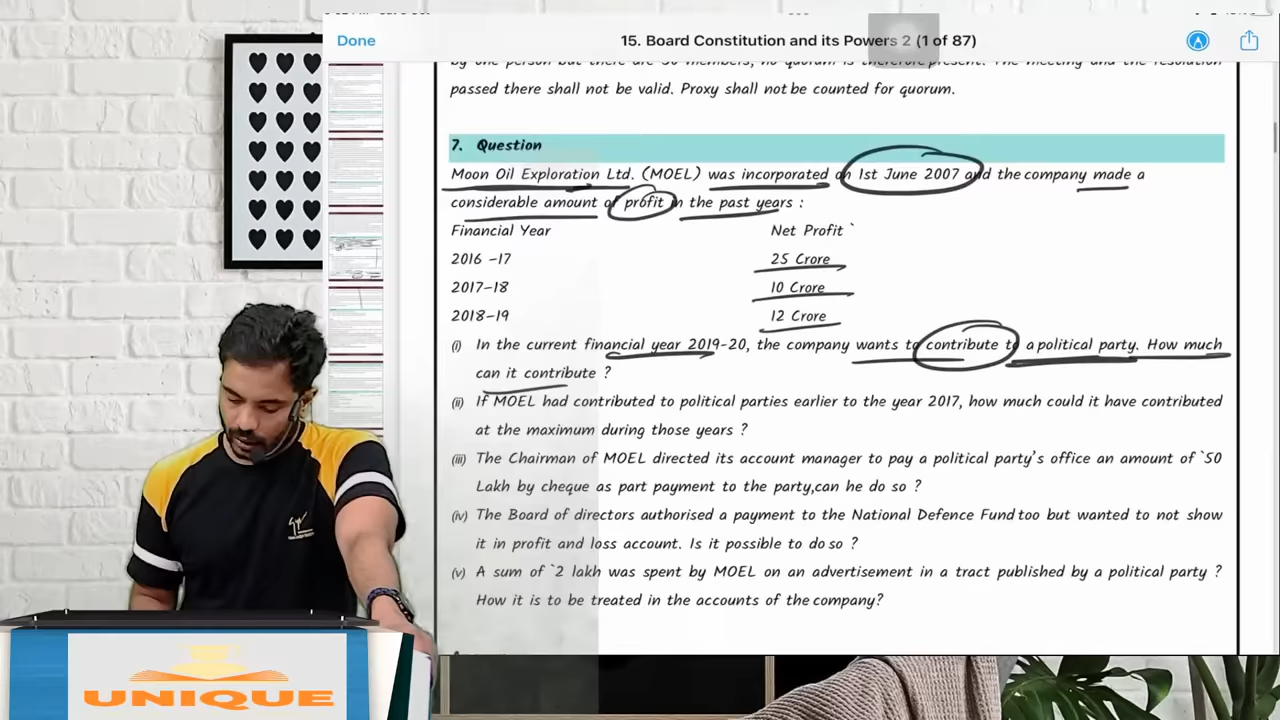 Done
15. Board Constitution and its Powers 2 (1 of 87)
passed there shall not be valid. Proxy shall not be counted for quorum.
7. Question
Moon Oil Exploration Ltd. (MOEL) was incorporated on 1st June 2007 and the company made a
considerable amount of profit in the past years :
Financial Year Net Profit `
2016 -17 25 Crore
2017-18 10 Crore
2018-19 12 Crore
(i) In the current financial year 2019-20, the company wants to contribute to a political party. How much
can it contribute ?
(ii) If MOEL had contributed to political parties earlier to the year 2017, how much could it have contributed
at the maximum during those years ?
(iii) The Chairman of MOEL directed its account manager to pay a political party's office an amount of `50
Lakh by cheque as part payment to the party,can he do so ?
(iv) The Board of directors authorised a payment to the National Defence Fund too but wanted to not show
it in profit and loss account. Is it possible to do so ?
(v) A sum of `2 lakh was spent by MOEL on an advertisement in a tract published by a political party ?
How it is to be treated in the accounts of the company?
UNIQUE